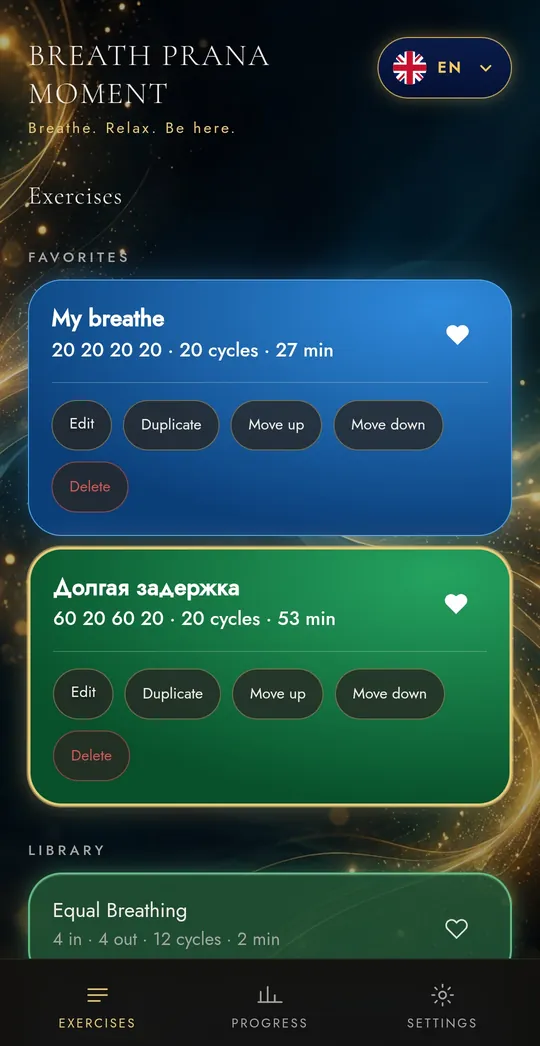 BREATH PRANA
MOMENT
Breathe. Relax. Be here.
EN
Exercises
FAVORITES
My breathe
20 20 20 20 · 20 cycles · 27 min
Edit
Duplicate
Move up
Move down
Delete
Долгая задержка
60 20 60 20 · 20 cycles · 53 min
Edit
Duplicate
Move up
Move down
Delete
LIBRARY
Equal Breathing
4 in · 4 out · 12 cycles · 2 min
EXERCISES
PROGRESS
SETTINGS